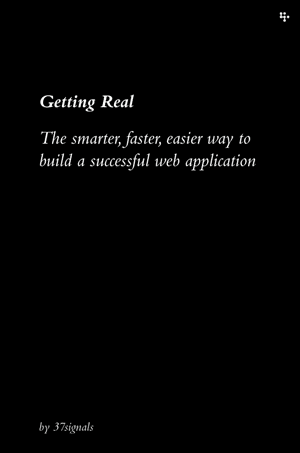 Getting Real
The smarter, faster, easier way to
build a successful web application
by 37signals